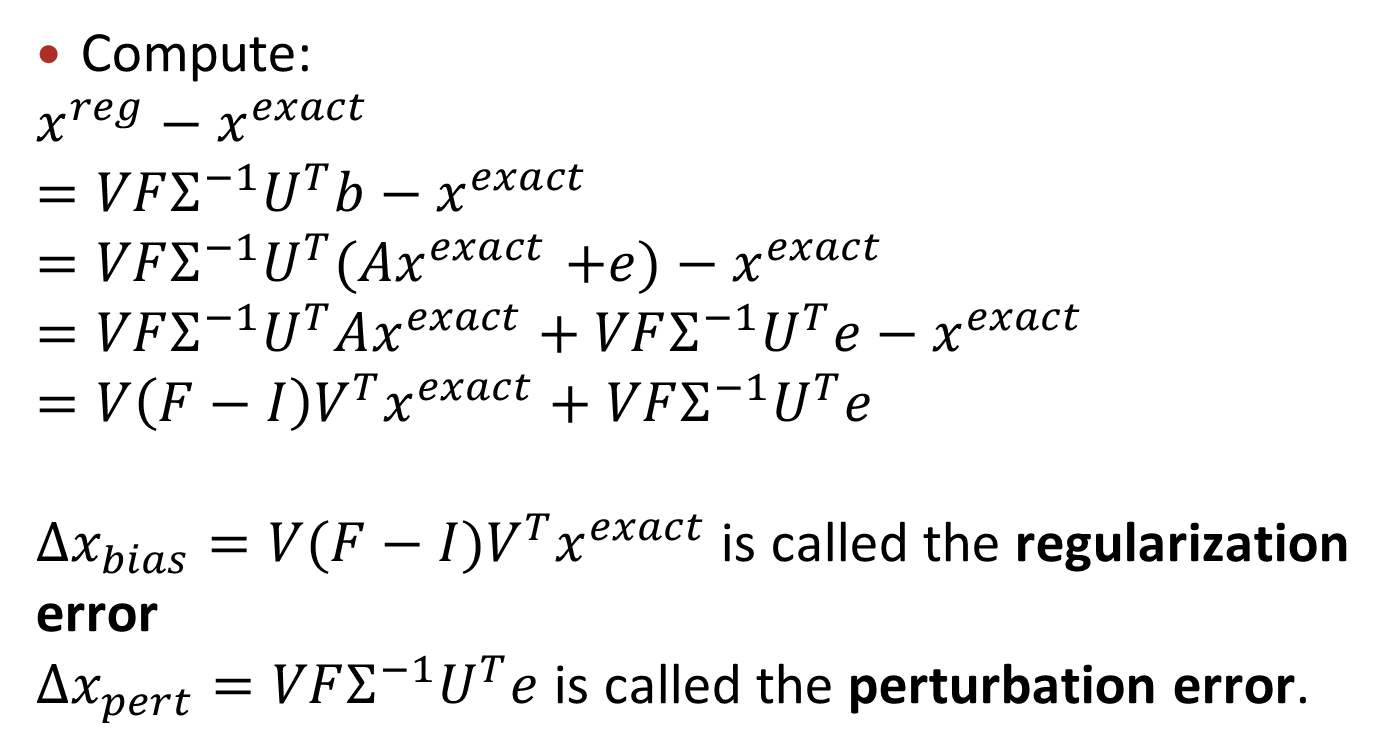 • Compute:
x^{reg} − x^{exact}
= VFΣ^{−1}U^{T}b − x^{exact}
= VFΣ^{−1}U^{T}(Ax^{exact} +e) − x^{exact}
= VFΣ^{−1}U^{T}Ax^{exact} + VFΣ^{−1}U^{T}e − x^{exact}
= V(F − I)V^{T}x^{exact} + VFΣ^{−1}U^{T}e
Δx_{bias} = V(F − I)V^{T}x^{exact} is called the regularization
error
Δx_{pert} = VFΣ^{−1}U^{T}e is called the perturbation error.